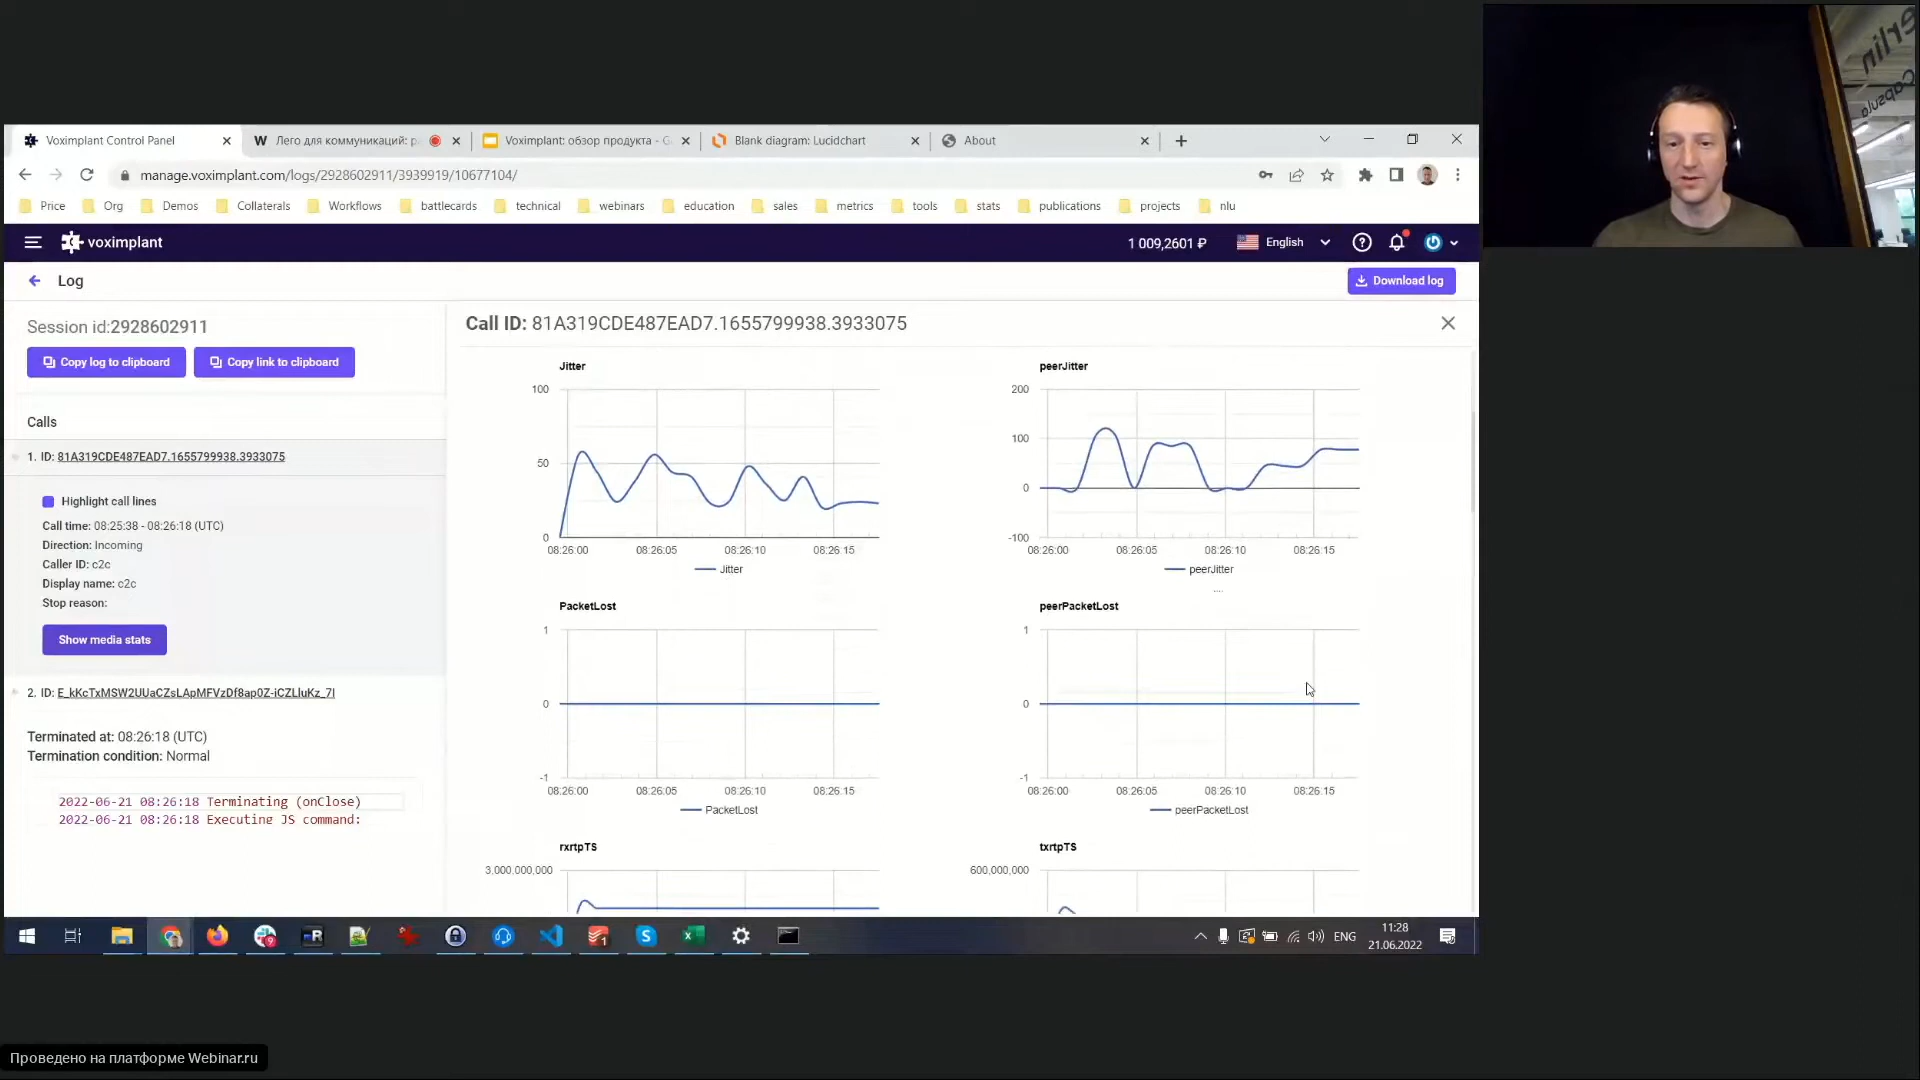 Voximplant Control Panel
Лего для коммуникаций: р
Voximplant: обзор продукта - G
Blank diagram: Lucidchart
About
manage.voximplant.com/logs/2928602911/3939919/10677104/
Price Org Demos Collaterals Workflows battlecards technical webinars education sales metrics tools stats publications projects nlu
voximplant
1 009,2601 ₽
English
Log
Download log
Session id:2928602911
Copy log to clipboard
Copy link to clipboard
Calls
1. ID: 81A319CDE487EAD7.1655799938.3933075
Highlight call lines
Call time: 08:25:38 - 08:26:18 (UTC)
Direction: Incoming
Caller ID: c2c
Display name: c2c
Stop reason:
Show media stats
2. ID: E_kKcTxMSW2UUaCZsLApMFVzDf8ap0Z-iCZLluKz_7I
Terminated at: 08:26:18 (UTC)
Termination condition: Normal
2022-06-21 08:26:18 Terminating (onClose)
2022-06-21 08:26:18 Executing JS command:
Call ID: 81A319CDE487EAD7.1655799938.3933075
Jitter
100
50
0
08:26:00 08:26:05 08:26:10 08:26:15
Jitter
peerJitter
200
100
0
-100
08:26:00 08:26:05 08:26:10 08:26:15
peerJitter
....
PacketLost
1
0
-1
08:26:00 08:26:05 08:26:10 08:26:15
PacketLost
peerPacketLost
1
0
-1
08:26:00 08:26:05 08:26:10 08:26:15
peerPacketLost
rxrtpTS
3,000,000,000
txrtpTS
600,000,000
ENG
11:28
21.06.2022
Проведено на платформе Webinar.ru
erlin
Capsula